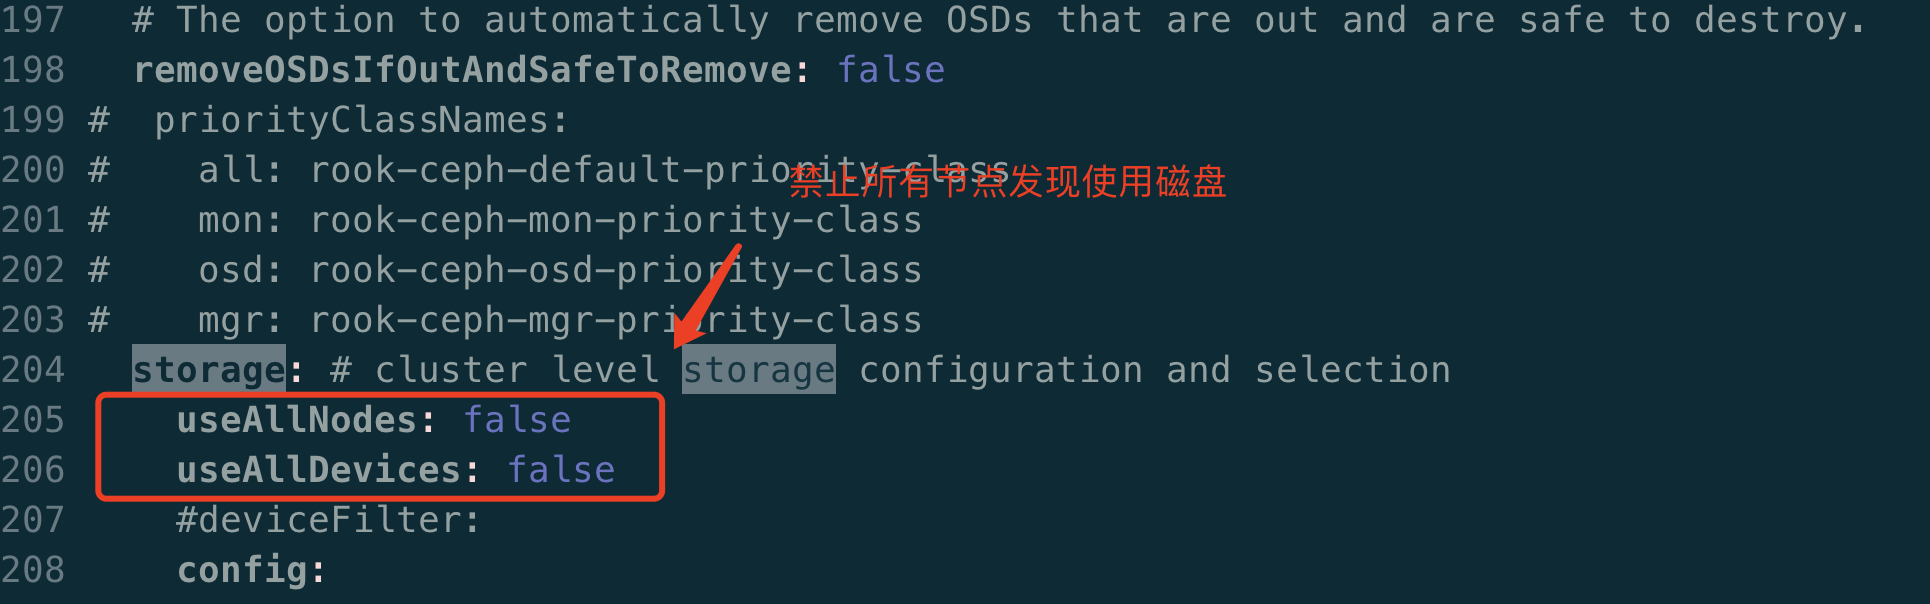 197 # The option to automatically remove OSDs that are out and are safe to destroy.
198 removeOSDsIfOutAndSafeToRemove: false
199 # priorityClassNames:
200 # all: rook-ceph-default-priority-class
禁止所有节点发现使用磁盘
201 # mon: rook-ceph-mon-priority-class
202 # osd: rook-ceph-osd-priority-class
203 # mgr: rook-ceph-mgr-priority-class
204 storage: # cluster level storage configuration and selection
205 useAllNodes: false
206 useAllDevices: false
207 #deviceFilter:
208 config: